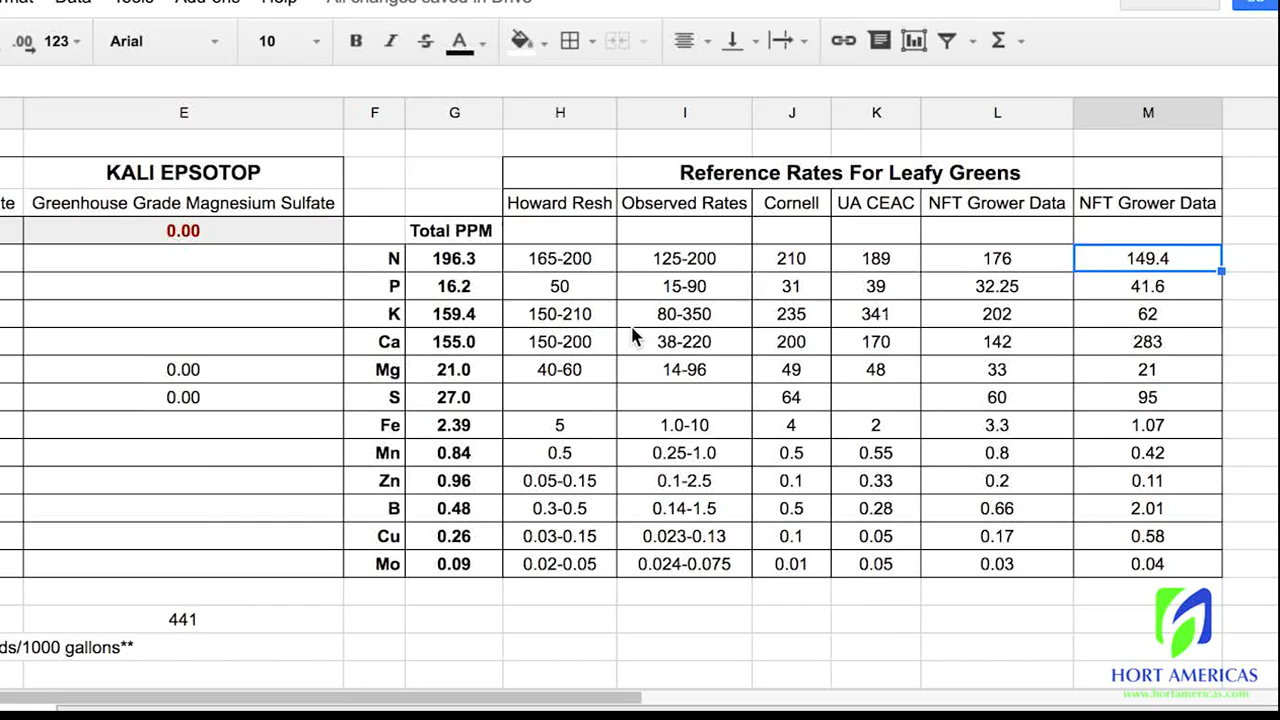 Data
Help
All changes saved in Drive
.00 123 Arial 10 B I S A Σ
E F G H I J K L M
KALI EPSOTOP Reference Rates For Leafy Greens
te Greenhouse Grade Magnesium Sulfate Howard Resh Observed Rates Cornell UA CEAC NFT Grower Data NFT Grower Data
0.00 Total PPM
N 196.3 165-200 125-200 210 189 176 149.4
P 16.2 50 15-90 31 39 32.25 41.6
K 159.4 150-210 80-350 235 341 202 62
Ca 155.0 150-200 38-220 200 170 142 283
0.00 Mg 21.0 40-60 14-96 49 48 33 21
0.00 S 27.0 64 60 95
Fe 2.39 5 1.0-10 4 2 3.3 1.07
Mn 0.84 0.5 0.25-1.0 0.5 0.55 0.8 0.42
Zn 0.96 0.05-0.15 0.1-2.5 0.1 0.33 0.2 0.11
B 0.48 0.3-0.5 0.14-1.5 0.5 0.28 0.66 2.01
Cu 0.26 0.03-0.15 0.023-0.13 0.1 0.05 0.17 0.58
Mo 0.09 0.02-0.05 0.024-0.075 0.01 0.05 0.03 0.04
441
ds/1000 gallons**
HORT AMERICAS
www.hortamericas.com